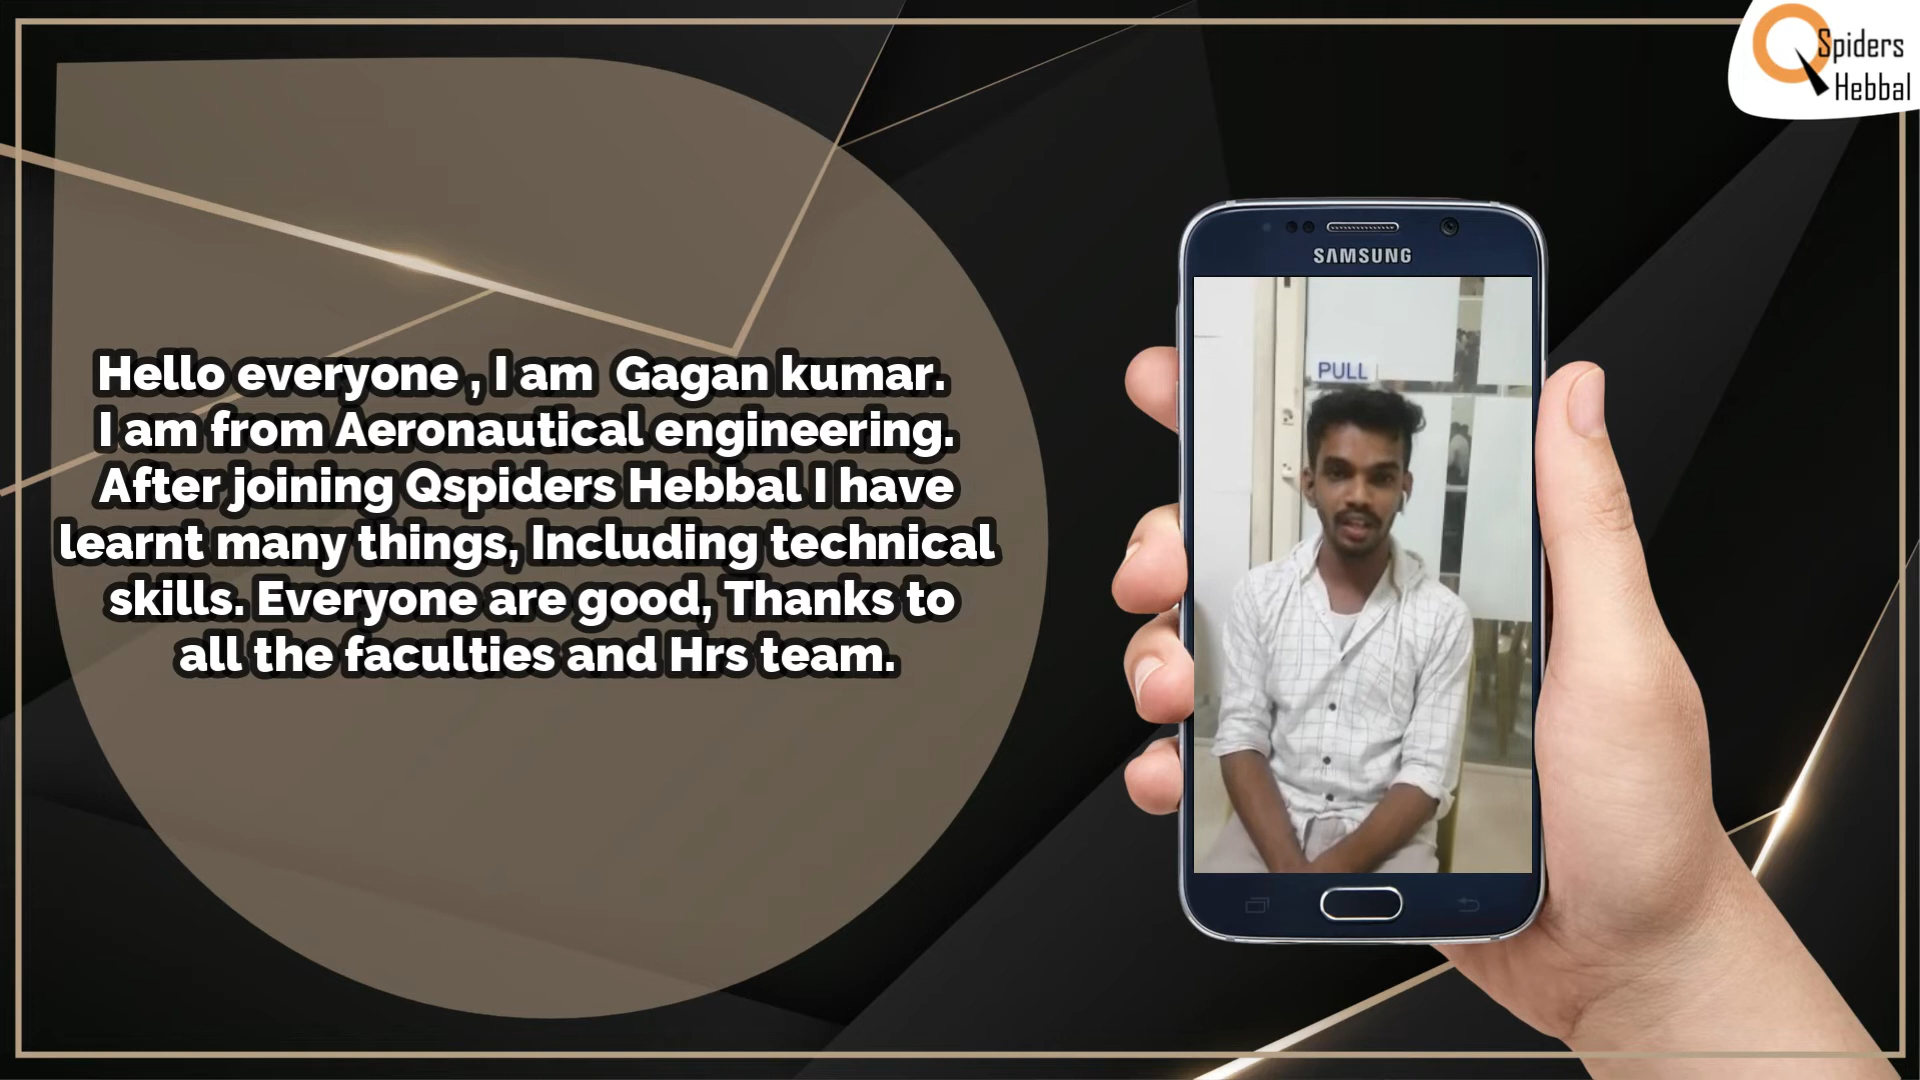 Spiders
Hebbal
SAMSUNG
PULL
Hello everyone , I am  Gagan kumar.
I am from Aeronautical engineering.
After joining Qspiders Hebbal I have
learnt many things, Including technical
skills. Everyone are good, Thanks to
all the faculties and Hrs team.